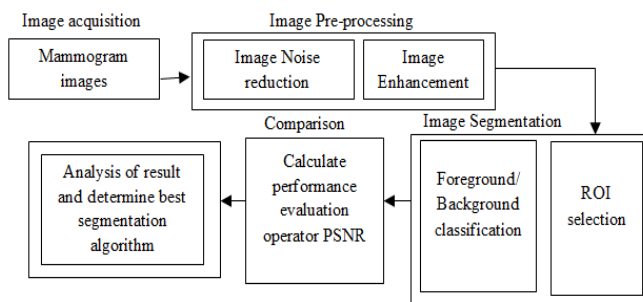 Image acquisition
Mammogram
images
Image Pre-processing
Image Noise
reduction
Image
Enhancement
Image Segmentation
ROI
selection
Foreground/
Background
classification
Comparison
Calculate
performance
evaluation
operator PSNR
Analysis of result
and determine best
segmentation
algorithm